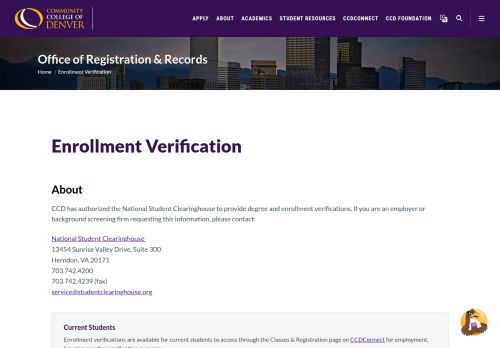 COMMUNITY
COLLEGE OF
DENVER
APPLY ABOUT ACADEMICS STUDENT RESOURCES CCDCONNECT CCD FOUNDATION
Office of Registration & Records
Home / Enrollment Verification
Enrollment Verification
About
CCD has authorized the National Student Clearinghouse to provide degree and enrollment verifications. If you are an employer or
background screening firm requesting this information, please contact:
National Student Clearinghouse
13454 Sunrise Valley Drive, Suite 300
Herndon, VA 20171
703.742.4200
703.742.4239 (fax)
service@studentclearinghouse.org
Current Students
Enrollment verifications are available for current students to access through the Classes & Registration page on CCDConnect for employment,